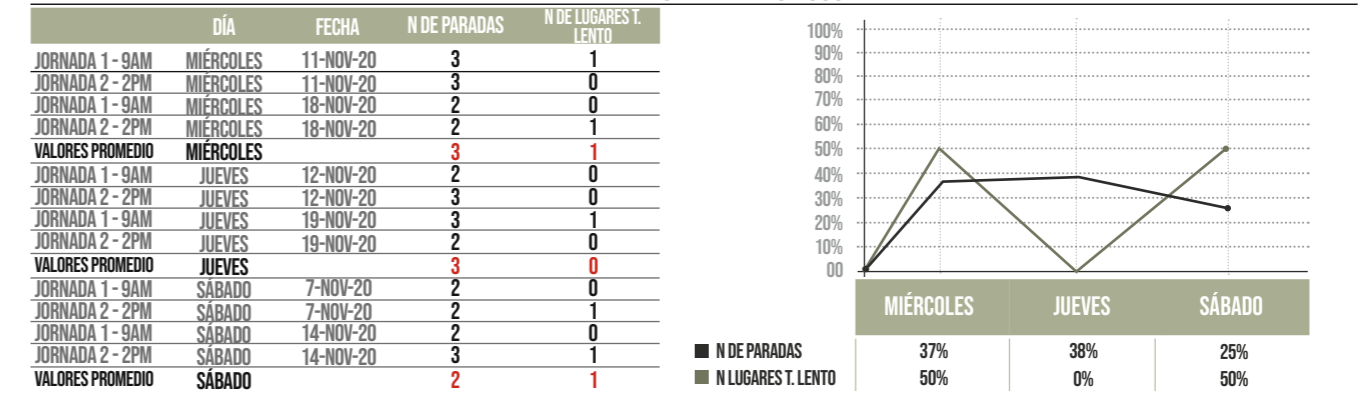 DÍA FECHA N DE PARADAS N DE LUGARES T. LENTO
JORNADA 1 - 9AM MIÉRCOLES 11-NOV-20 3 1
JORNADA 2 - 2PM MIÉRCOLES 11-NOV-20 3 0
JORNADA 1 - 9AM MIÉRCOLES 18-NOV-20 2 0
JORNADA 2 - 2PM MIÉRCOLES 18-NOV-20 2 1
VALORES PROMEDIO MIÉRCOLES 3 1
JORNADA 1 - 9AM JUEVES 12-NOV-20 2 0
JORNADA 2 - 2PM JUEVES 12-NOV-20 3 0
JORNADA 1 - 9AM JUEVES 19-NOV-20 3 1
JORNADA 2 - 2PM JUEVES 19-NOV-20 2 0
VALORES PROMEDIO JUEVES 3 0
JORNADA 1 - 9AM SÁBADO 7-NOV-20 2 0
JORNADA 2 - 2PM SÁBADO 7-NOV-20 2 1
JORNADA 1 - 9AM SÁBADO 14-NOV-20 2 0
JORNADA 2 - 2PM SÁBADO 14-NOV-20 3 1
VALORES PROMEDIO SÁBADO 2 1
100%
90%
80%
70%
60%
50%
40%
30%
20%
10%
00
MIÉRCOLES JUEVES SÁBADO
N DE PARADAS 37% 38% 25%
N LUGARES T. LENTO 50% 0% 50%